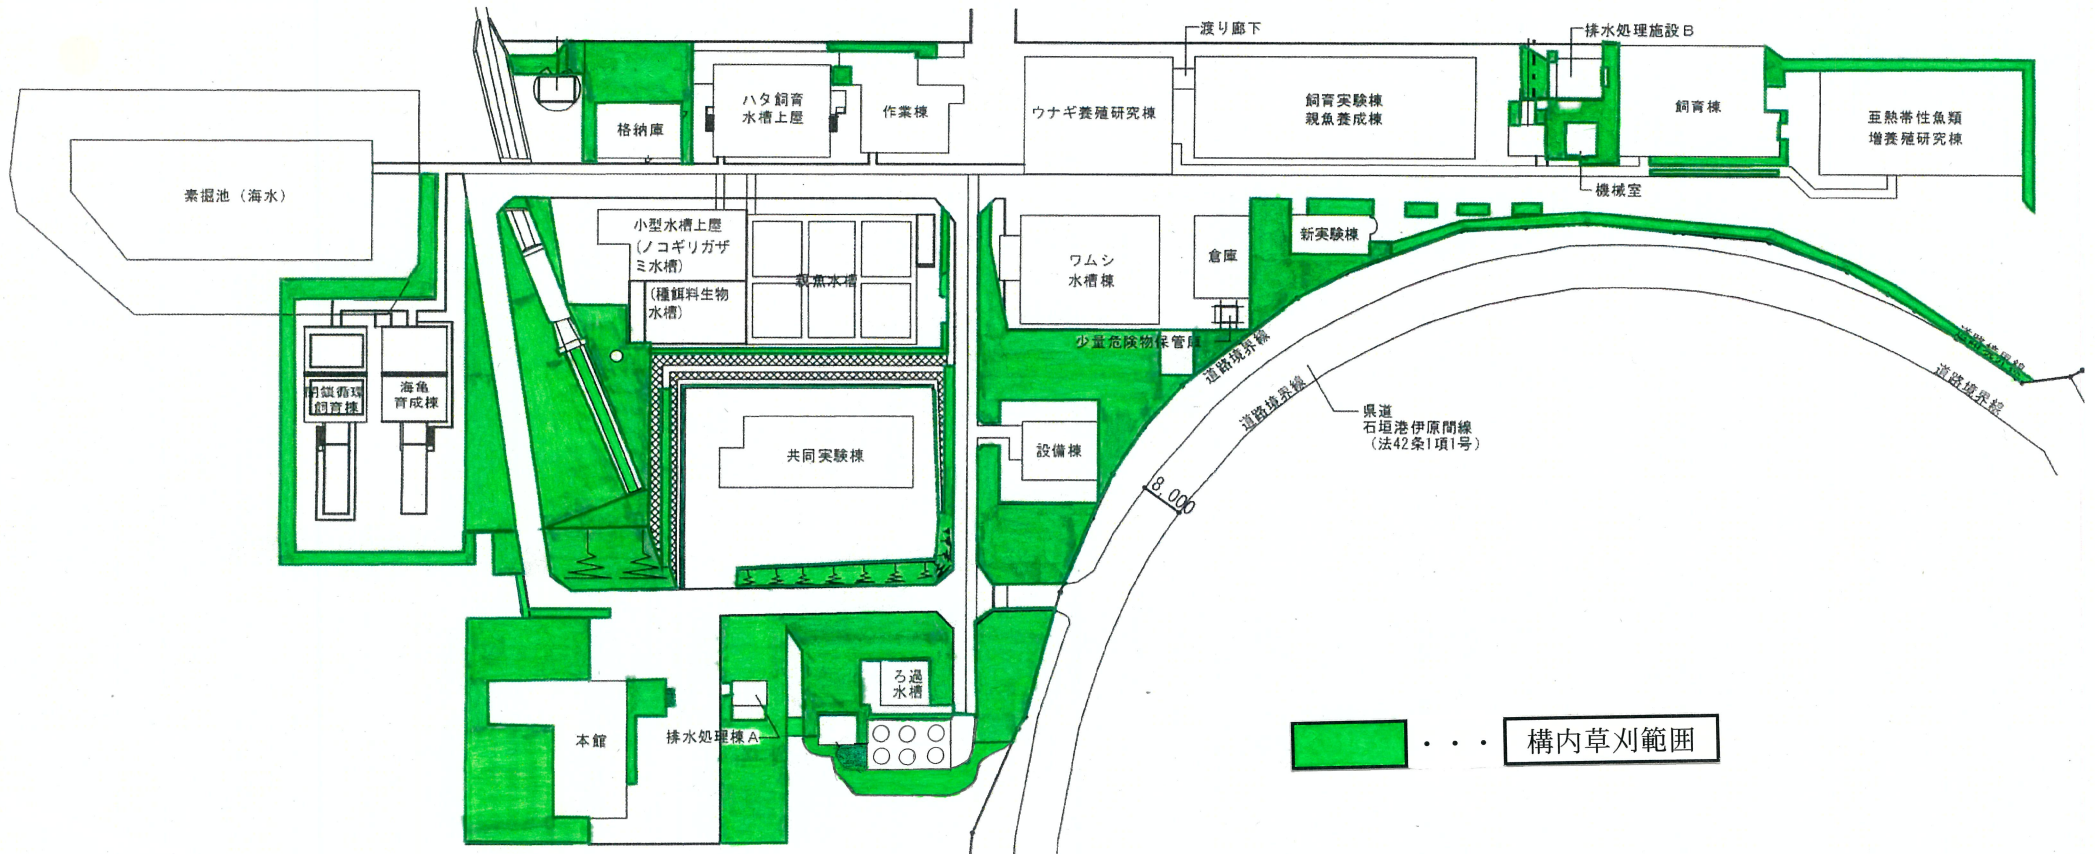 渡り廊下
排水処理施設B
ハタ飼育
水槽上屋
作業棟
格納庫
ウナギ養殖研究棟
飼育実験棟
親魚養成棟
飼育棟
亜熱帯性魚類
増養殖研究棟
機械室
素掘池（海水）
小型水槽上屋
(ノコギリガザ
ミ水槽)
(種餌料生物
水槽)
親魚水槽
ワムシ
水槽棟
倉庫
新実験棟
少量危険物保管庫
道路境界線
道路境界線
道路境界線
道路境界線
県道
石垣港伊原間線
（法42条1項1号）
8,000
閉鎖循環
飼育棟
海亀
育成棟
共同実験棟
設備棟
ろ過
水槽
本館
排水処理棟A
・・・ 構内草刈範囲